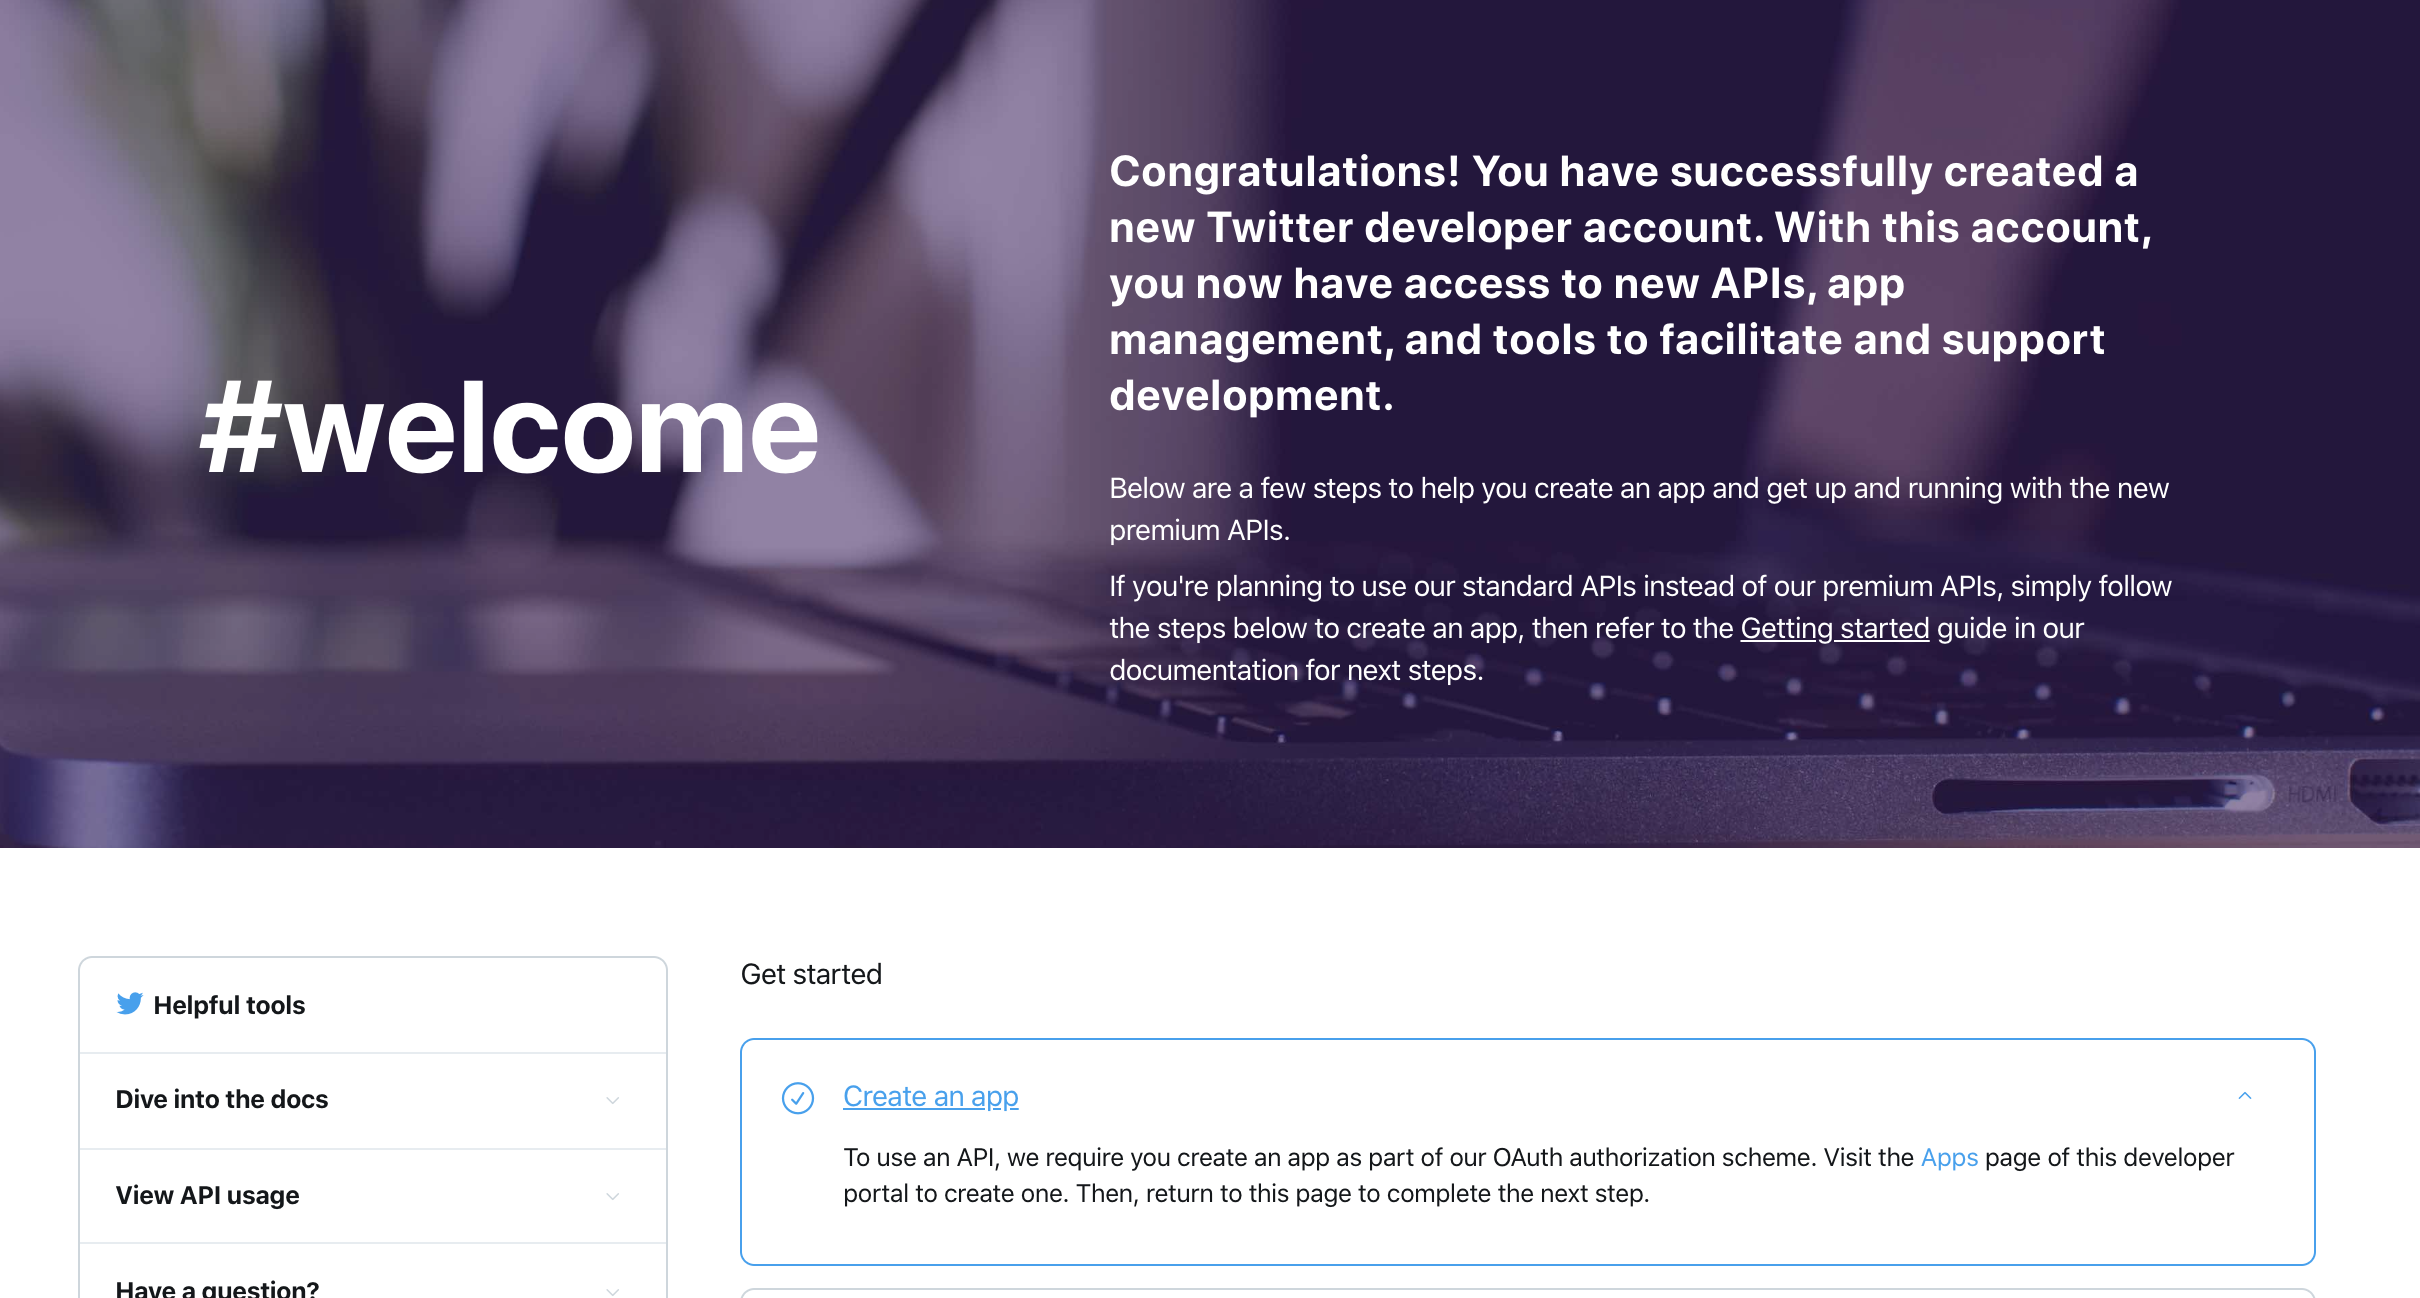 #welcome
Congratulations! You have successfully created a
new Twitter developer account. With this account,
you now have access to new APIs, app
management, and tools to facilitate and support
development.
Below are a few steps to help you create an app and get up and running with the new
premium APIs.
If you're planning to use our standard APIs instead of our premium APIs, simply follow
the steps below to create an app, then refer to the Getting started guide in our
documentation for next steps.
HDMI
Helpful tools
Dive into the docs
View API usage
Have a question?
Get started
Create an app
To use an API, we require you create an app as part of our OAuth authorization scheme. Visit the Apps page of this developer
portal to create one. Then, return to this page to complete the next step.